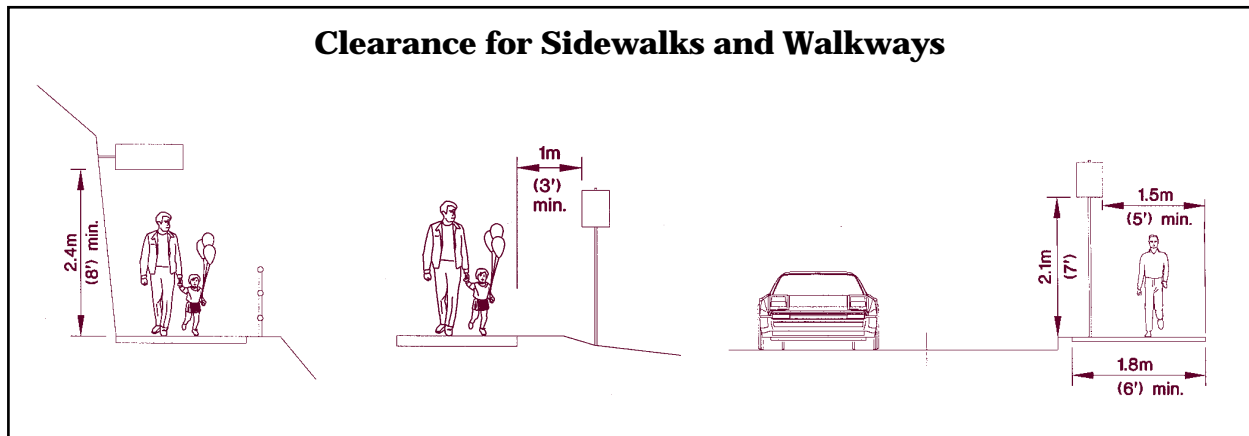 Clearance for Sidewalks and Walkways
2.4m
(8') min.
1m
(3')
min.
2.1m
(7')
1.5m
(5') min.
1.8m
(6') min.